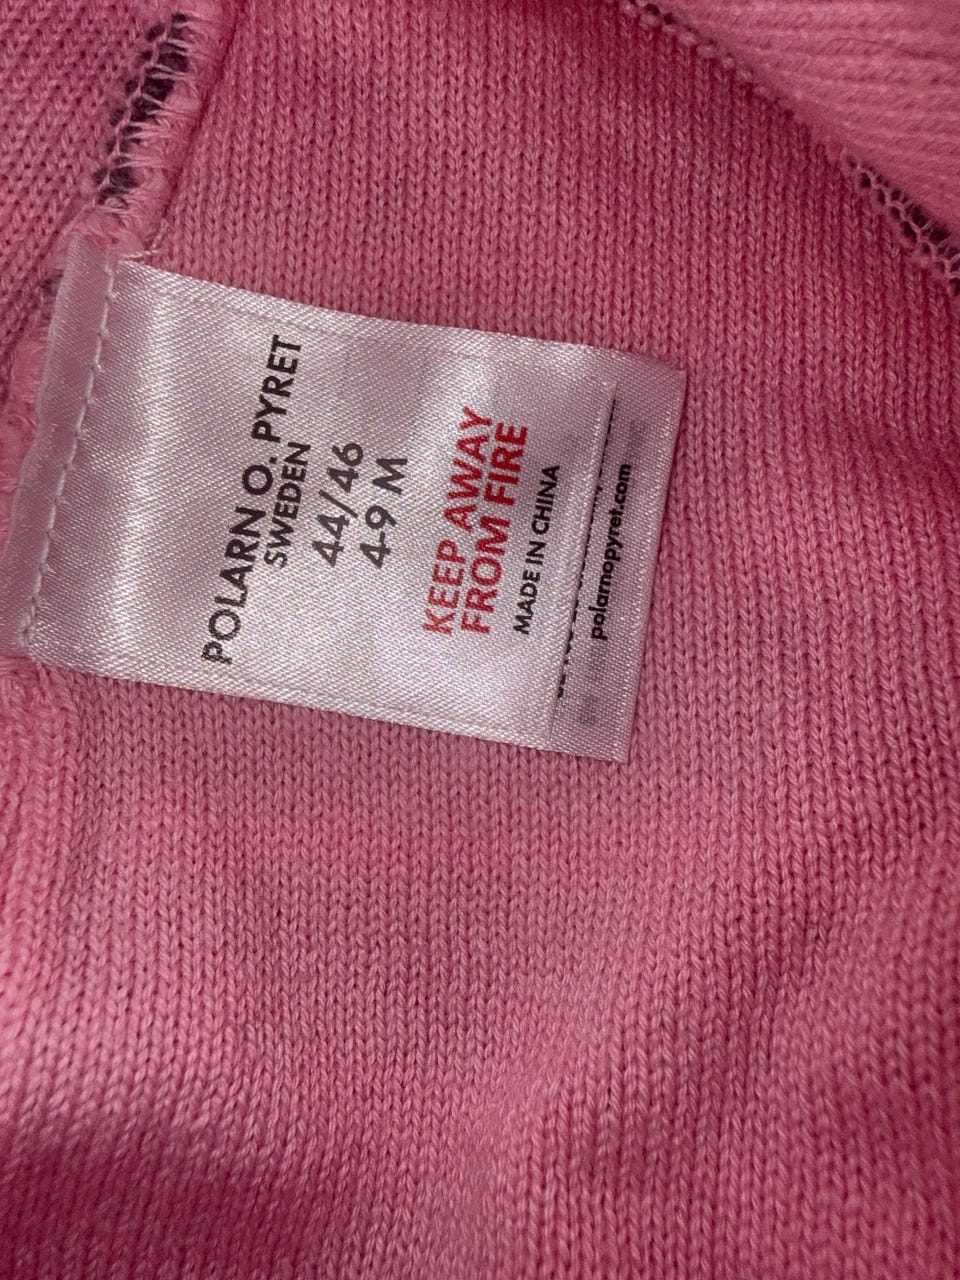 POLARN O. PYRET
SWEDEN
44/46
4-9 M
KEEP AWAY
FROM FIRE
MADE IN CHINA
polarnopyret.com